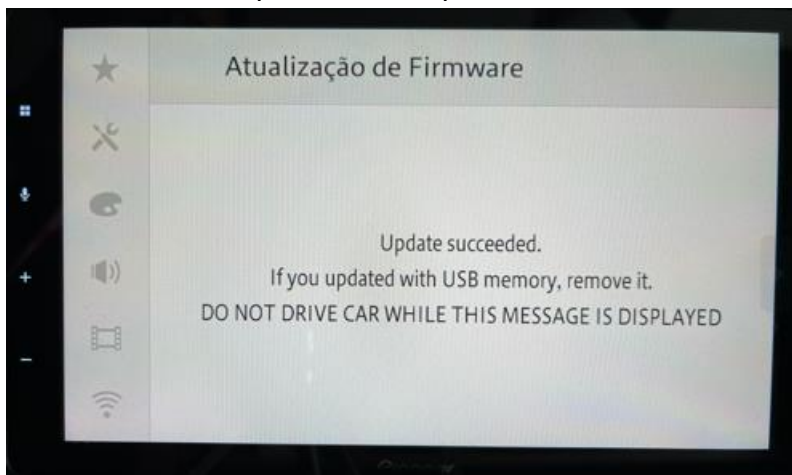 Atualização de Firmware
Update succeeded.
If you updated with USB memory, remove it.
DO NOT DRIVE CAR WHILE THIS MESSAGE IS DISPLAYED